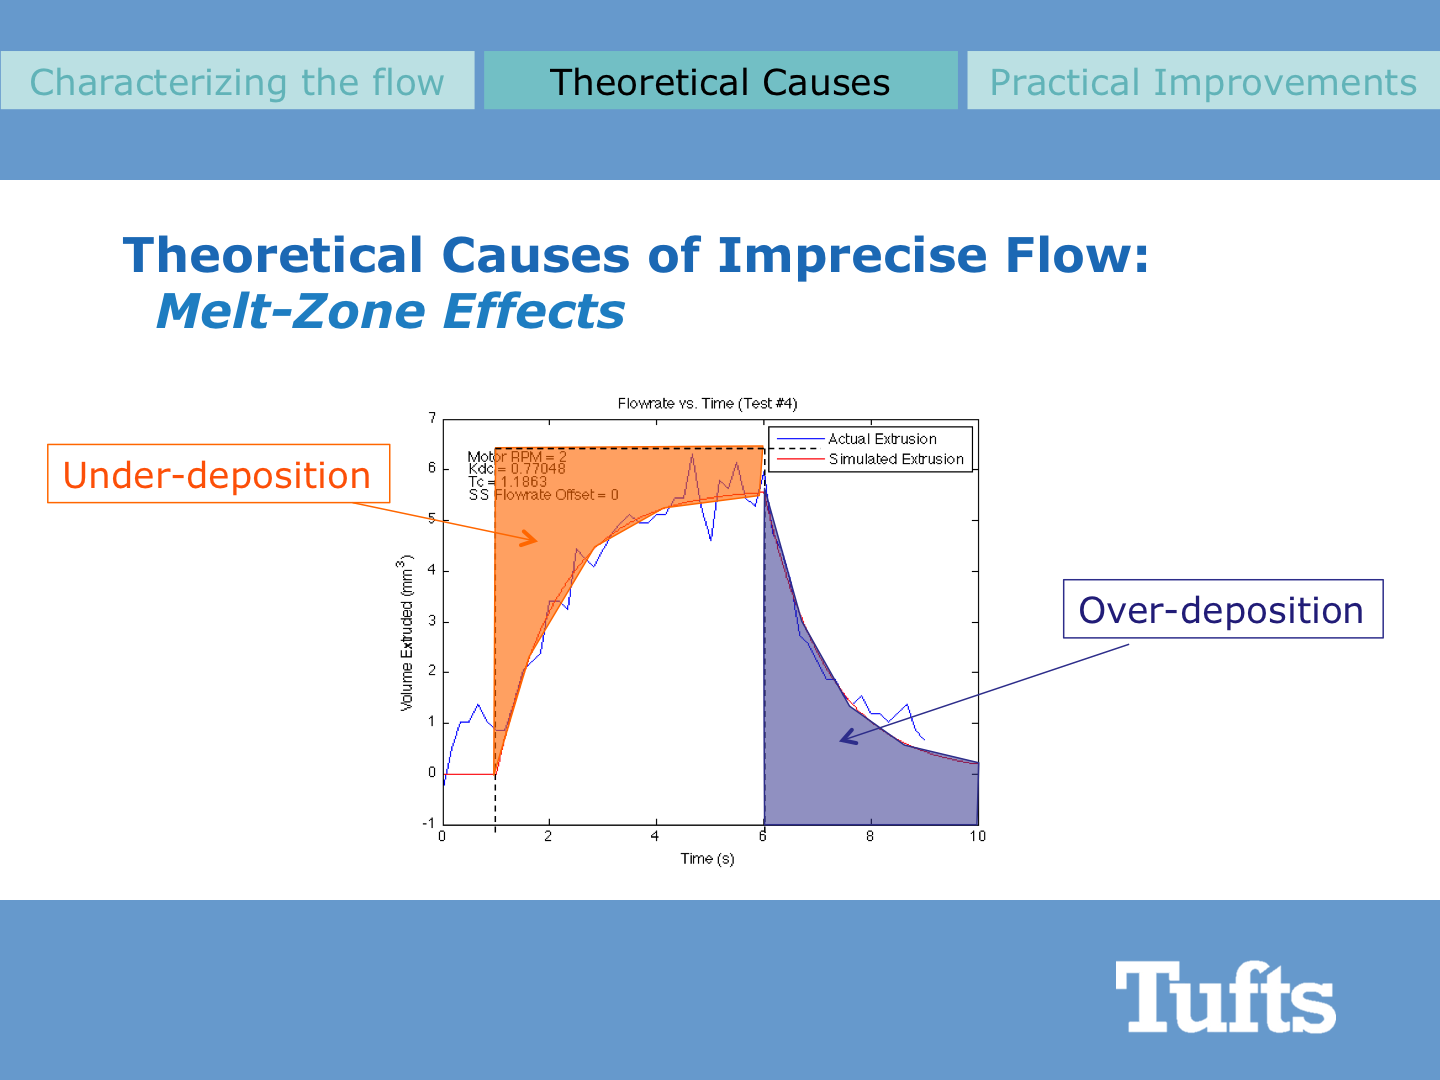 Characterizing the flow
Theoretical Causes
Practical Improvements
Theoretical Causes of Imprecise Flow:
Melt-Zone Effects
Flowrate vs. Time (Test #4)
Under-deposition
Motor RPM = 2
Kdc = 0.77048
Tc = 1.1863
SS Flowrate Offset = 0
Actual Extrusion
Simulated Extrusion
Over-deposition
Volume Extruded (mm³)
7
6
5
4
3
2
1
0
-1
0 2 4 6 8 10
Time (s)
Tufts